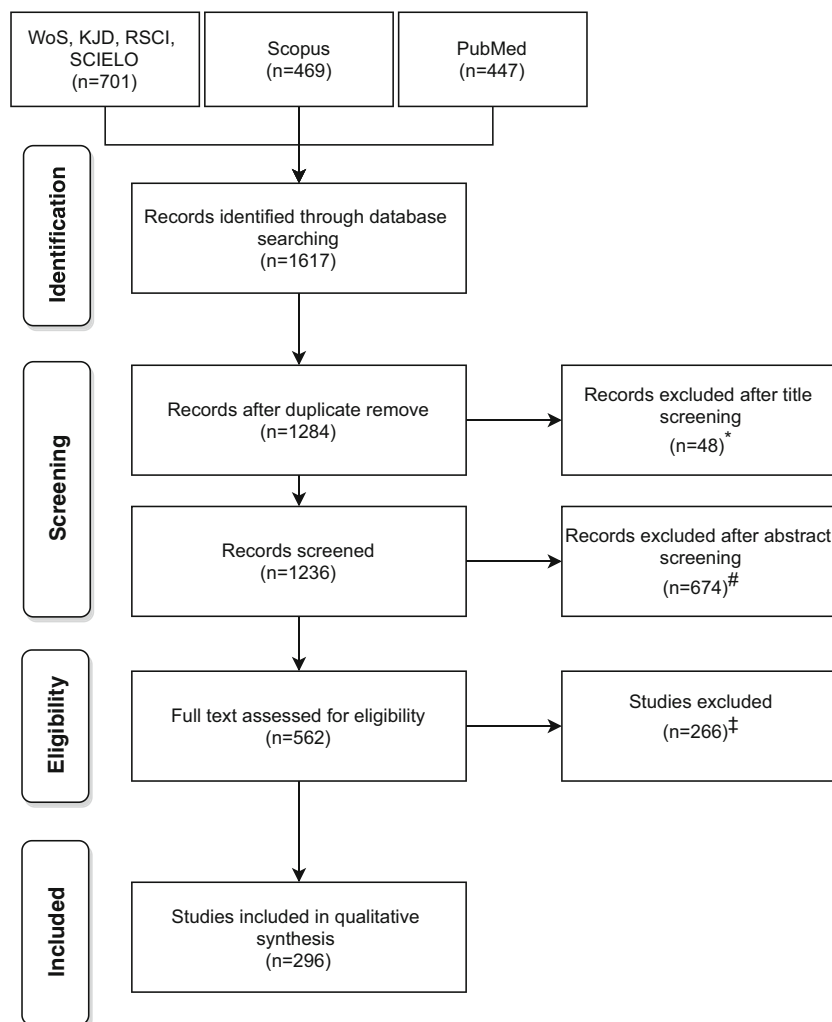 WoS, KJD, RSCI,
SCIELO
(n=701)
Scopus
(n=469)
PubMed
(n=447)
Identification
Records identified through database
searching
(n=1617)
Screening
Records after duplicate remove
(n=1284)
Records excluded after title
screening
(n=48)*
Records screened
(n=1236)
Records excluded after abstract
screening
(n=674)#
Eligibility
Full text assessed for eligibility
(n=562)
Studies excluded
(n=266)‡
Included
Studies included in qualitative
synthesis
(n=296)